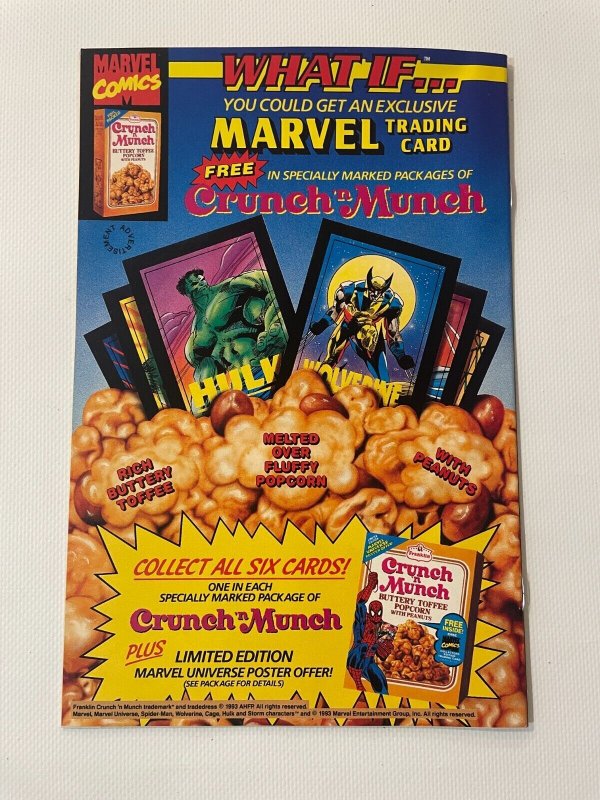 MARVEL
COMICS
M
WHAT IF...™
YOU COULD GET AN EXCLUSIVE
MARVEL TRADING
CARD
FREE IN SPECIALLY MARKED PACKAGES OF
Crunch 'n Munch
Franklin
Crunch
'n
Munch
BUTTERY TOFFEE
POPCORN
WITH PEANUTS
ADVERTISEMENT
HULK
WOLVERINE
RICH
BUTTERY
TOFFEE
MELTED
OVER
FLUFFY
POPCORN
WITH
PEANUTS
COLLECT ALL SIX CARDS!
ONE IN EACH
SPECIALLY MARKED PACKAGE OF
Crunch 'n Munch
PLUS LIMITED EDITION
MARVEL UNIVERSE POSTER OFFER!
(SEE PACKAGE FOR DETAILS)
Franklin
Crunch
'n
Munch
BUTTERY TOFFEE
POPCORN
WITH PEANUTS
FREE
INSIDE!
COMICS
Franklin Crunch 'n Munch trademark* and tradedress © 1993 AHFP. All rights reserved.
Marvel, Marvel Universe, Spider-Man, Wolverine, Cage, Hulk and Storm characters™ and © 1993 Marvel Entertainment Group, Inc. All rights reserved.